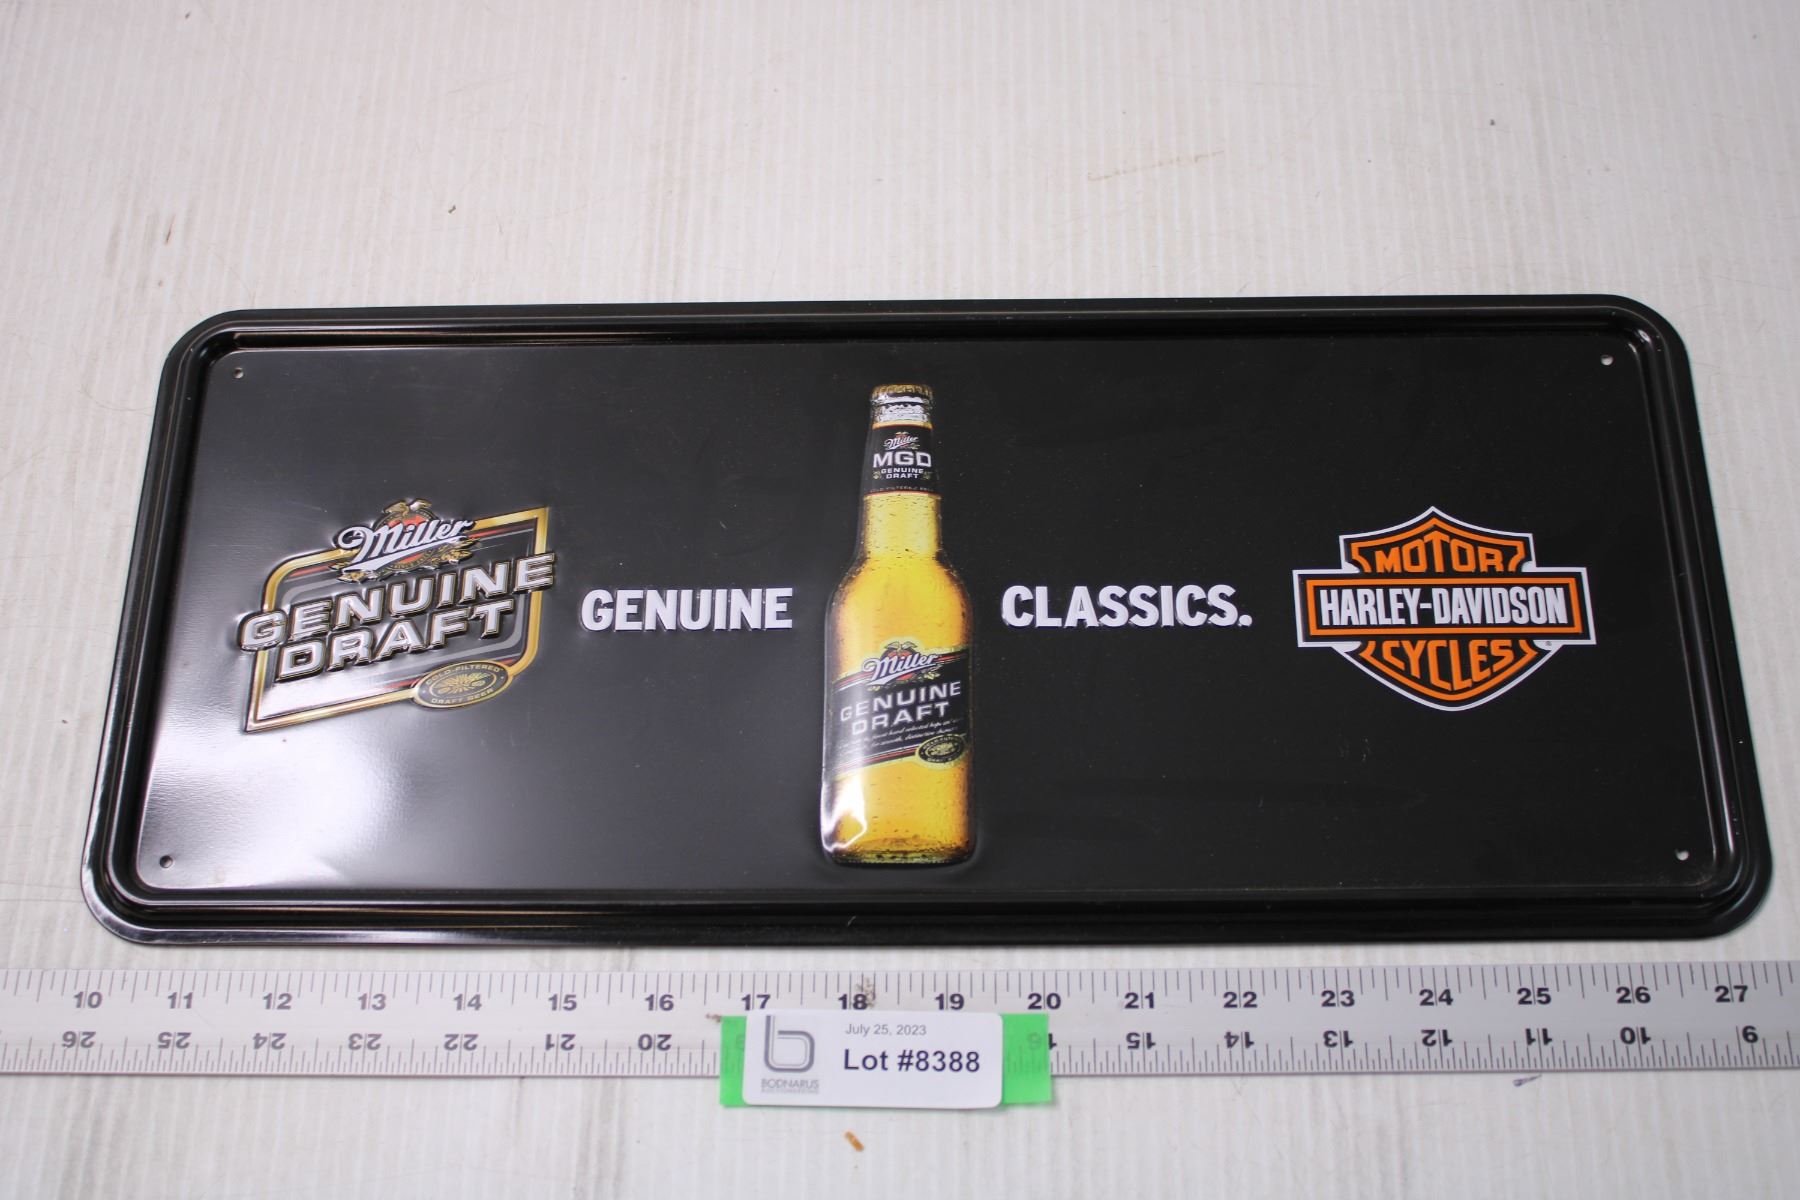 Miller
GENUINE
DRAFT
COLD-FILTERED
DRAFT BEER
GENUINE
Miller
MGD
GENUINE
DRAFT
Miller
GENUINE
DRAFT
CLASSICS.
MOTOR
HARLEY-DAVIDSON
CYCLES
®
10 11 12 13 14 15 16 17 18 19 20 21 22 23 24 25 26 27
26 25 24 23 22 21 20 16 15 14 13 12 11 10 9
July 25, 2023
Lot #8388
BODNARUS
AUCTIONEERING